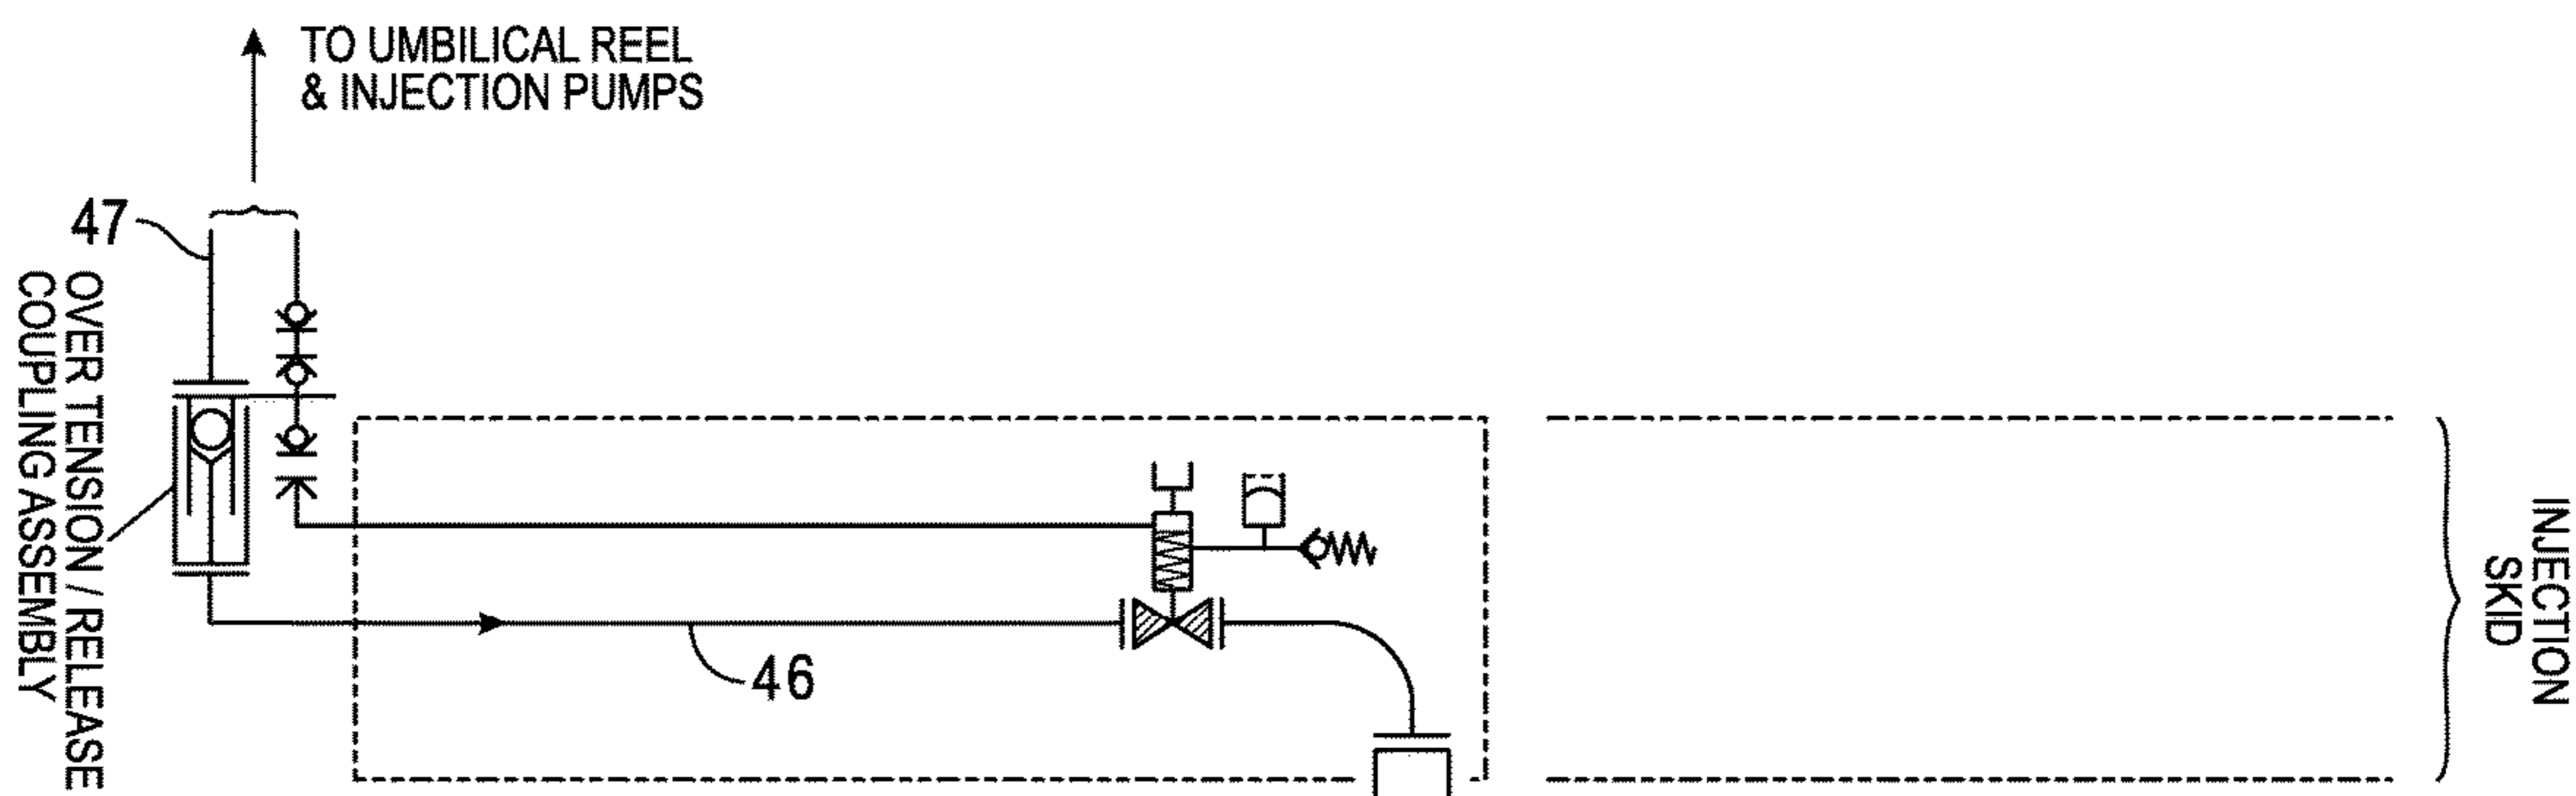 TO UMBILICAL REEL
& INJECTION PUMPS
47
OVER TENSION / RELEASE
COUPLING ASSEMBLY
46
INJECTION
SKID